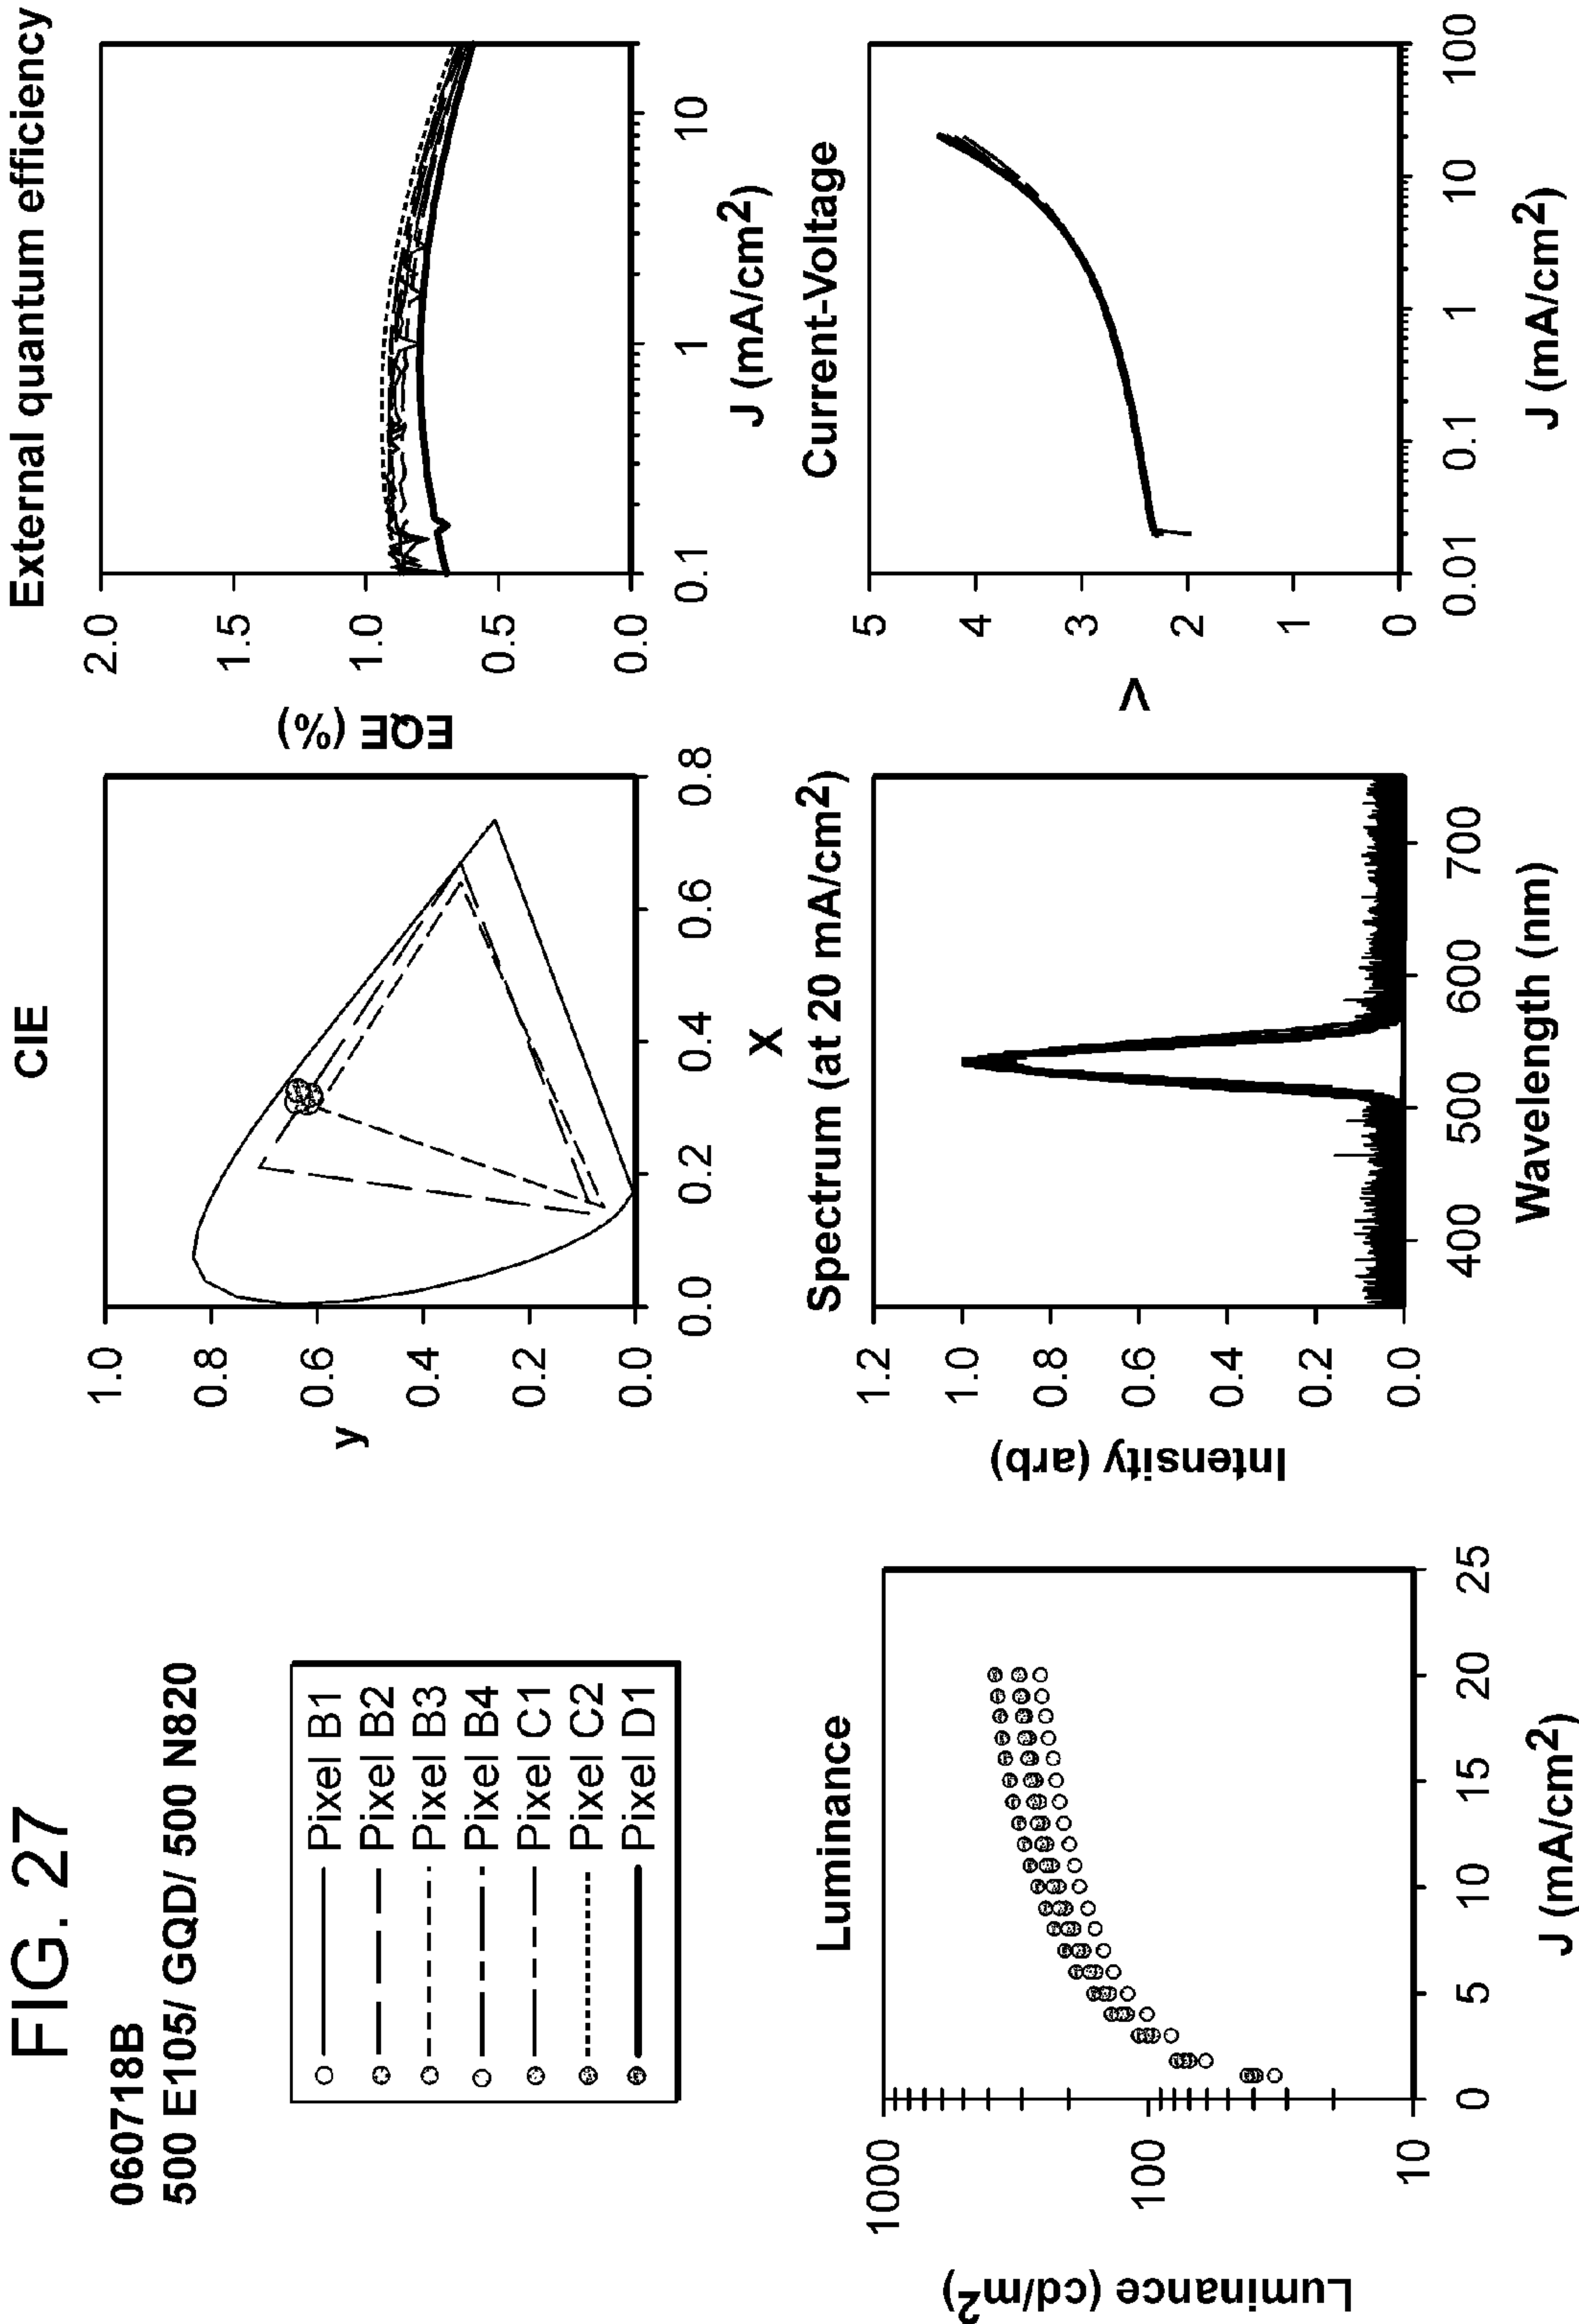 FIG. 27
060718B
500 E105/ GQD/ 500 N820
Pixel B1
Pixel B2
Pixel B3
Pixel B4
Pixel C1
Pixel C2
Pixel D1
CIE
1.0
0.8
0.6
0.4
0.2
0.0
y
0.0 0.2 0.4 0.6 0.8
X
External quantum efficiency
2.0
1.5
1.0
0.5
0.0
EQE (%)
0.1 1 10
J (mA/cm2)
Luminance
1000
100
10
Luminance (cd/m2)
0 5 10 15 20 25
J (mA/cm2)
Spectrum (at 20 mA/cm2)
1.2
1.0
0.8
0.6
0.4
0.2
0.0
Intensity (arb)
400 500 600 700
Wavelength (nm)
Current-Voltage
5
4
3
2
1
0
V
0.01 0.1 1 10 100
J (mA/cm2)